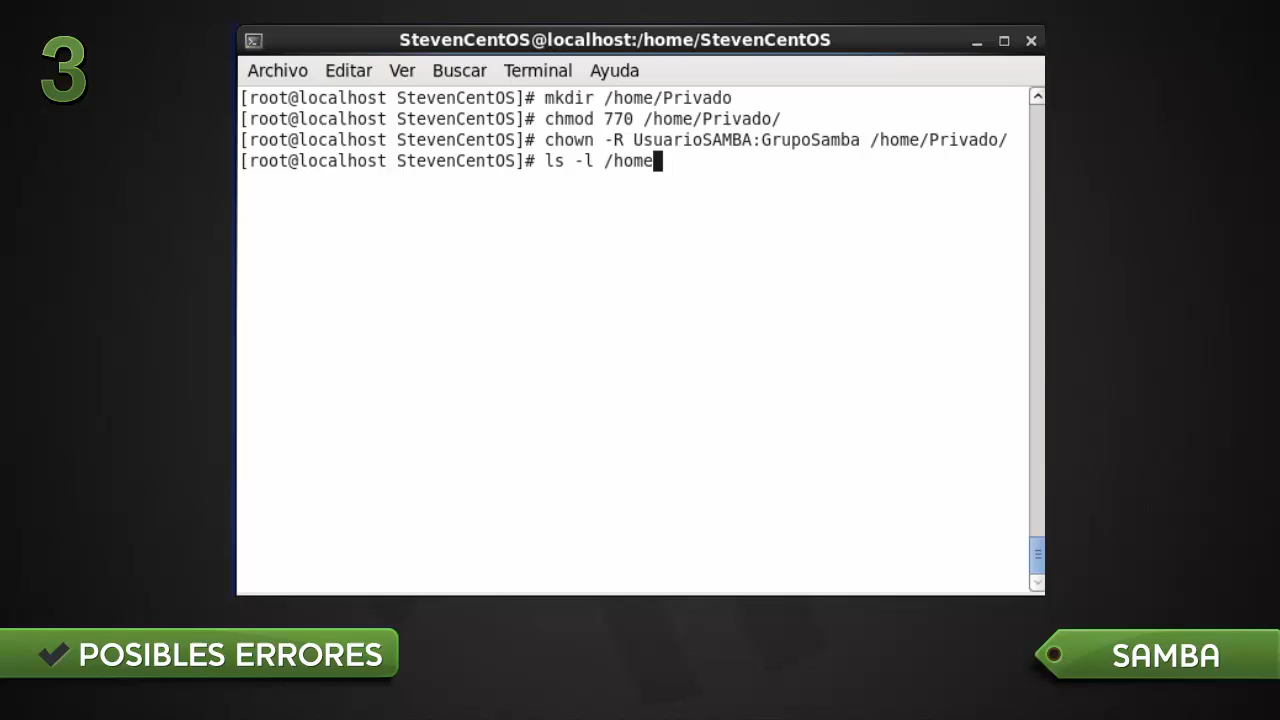 3
StevenCentOS@localhost:/home/StevenCentOS
Archivo Editar Ver Buscar Terminal Ayuda
[root@localhost StevenCentOS]# mkdir /home/Privado
[root@localhost StevenCentOS]# chmod 770 /home/Privado/
[root@localhost StevenCentOS]# chown -R UsuarioSAMBA:GrupoSamba /home/Privado/
[root@localhost StevenCentOS]# ls -l /home
POSIBLES ERRORES
SAMBA